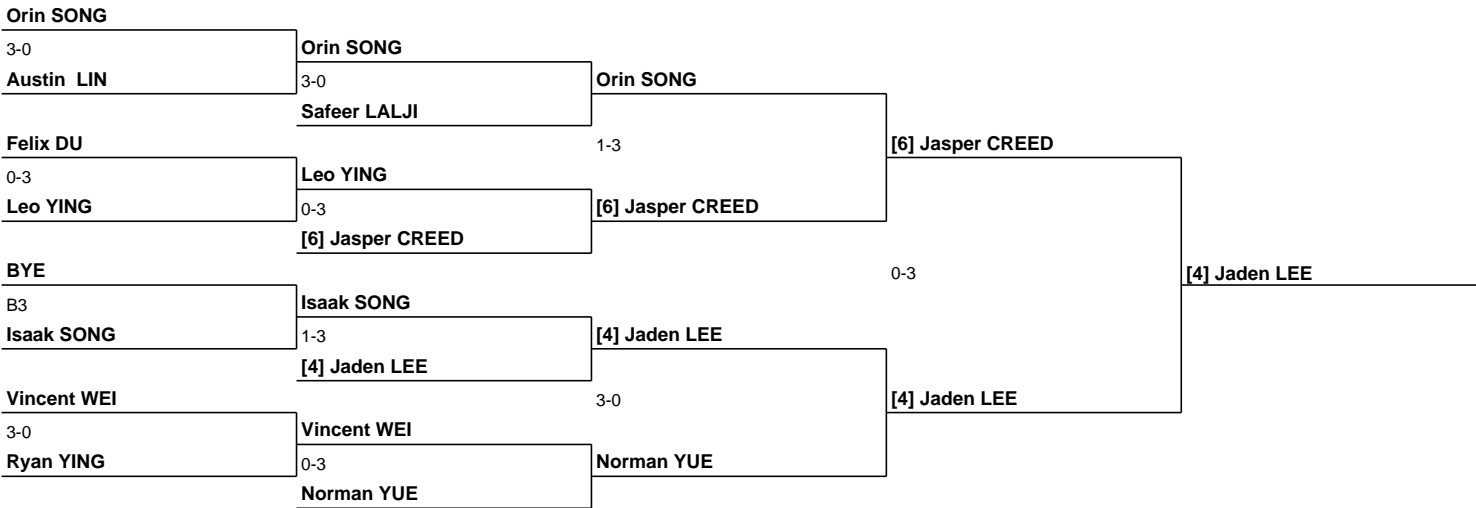 Orin SONG
3-0
Orin SONG
Austin  LIN
3-0
Orin SONG
Safeer LALJI
Felix DU
1-3
[6] Jasper CREED
0-3
Leo YING
Leo YING
0-3
[6] Jasper CREED
[6] Jasper CREED
BYE
0-3
[4] Jaden LEE
B3
Isaak SONG
Isaak SONG
1-3
[4] Jaden LEE
[4] Jaden LEE
Vincent WEI
3-0
[4] Jaden LEE
3-0
Vincent WEI
Ryan YING
0-3
Norman YUE
Norman YUE